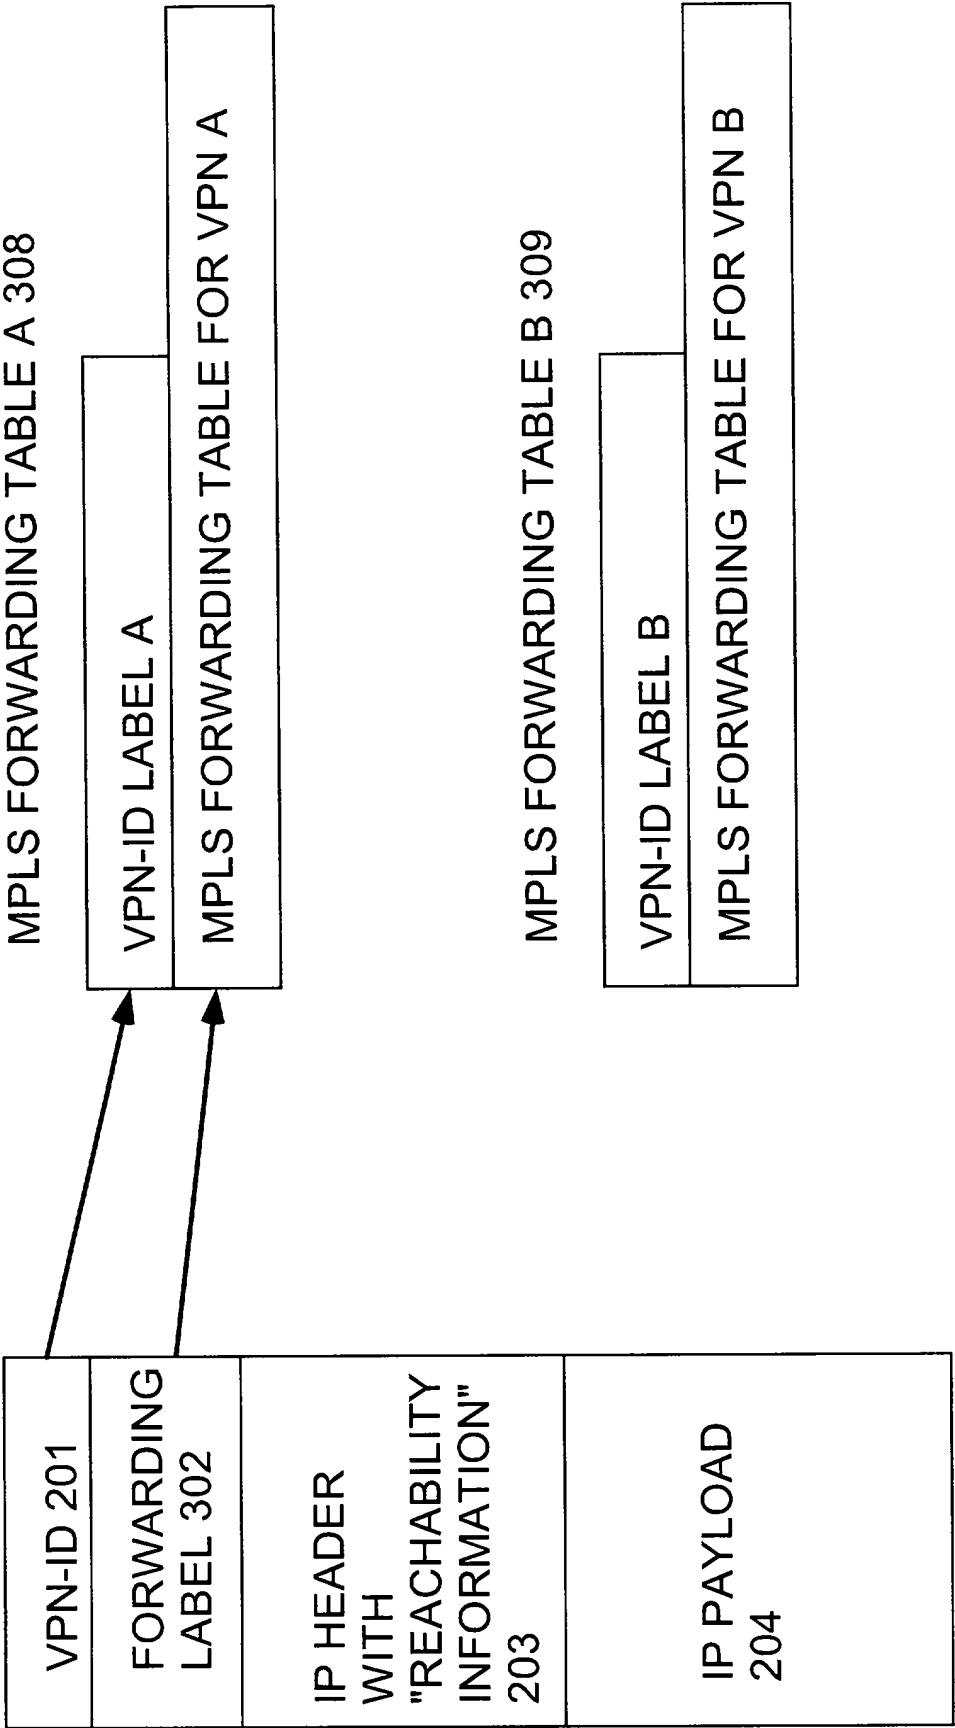 VPN-ID 201
FORWARDING
LABEL 302
IP HEADER
WITH
"REACHABILITY
INFORMATION"
203
IP PAYLOAD
204
MPLS FORWARDING TABLE A 308
VPN-ID LABEL A
MPLS FORWARDING TABLE FOR VPN A
MPLS FORWARDING TABLE B 309
VPN-ID LABEL B
MPLS FORWARDING TABLE FOR VPN B